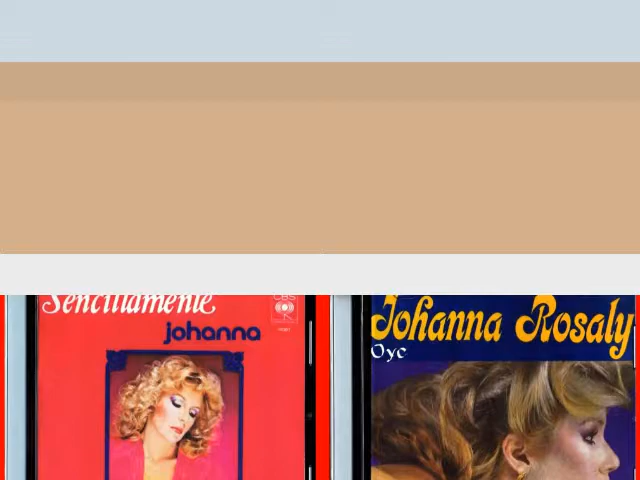 Sencillamente
CBS
johanna
Johanna Rosaly
Oye